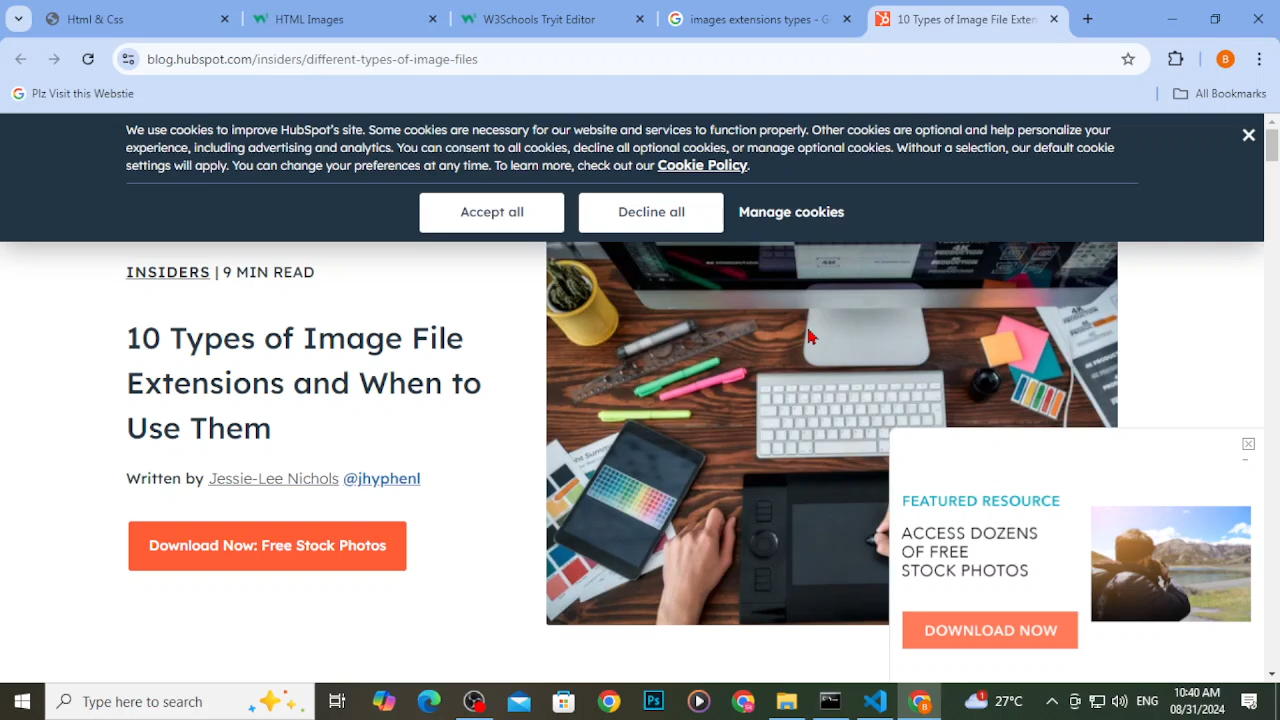 Html & Css
HTML Images
W3Schools Tryit Editor
images extensions types - G
10 Types of Image File Exten
blog.hubspot.com/insiders/different-types-of-image-files
Plz Visit this Webstie
All Bookmarks
We use cookies to improve HubSpot's site. Some cookies are necessary for our website and services to function properly. Other cookies are optional and help personalize your
experience, including advertising and analytics. You can consent to all cookies, decline all optional cookies, or manage optional cookies. Without a selection, our default cookie
settings will apply. You can change your preferences at any time. To learn more, check out our Cookie Policy.
Accept all
Decline all
Manage cookies
INSIDERS | 9 MIN READ
10 Types of Image File
Extensions and When to
Use Them
Written by Jessie-Lee Nichols @jhyphenl
Download Now: Free Stock Photos
FEATURED RESOURCE
ACCESS DOZENS
OF FREE
STOCK PHOTOS
DOWNLOAD NOW
Type here to search
1
27°C
ENG
10:40 AM
08/31/2024